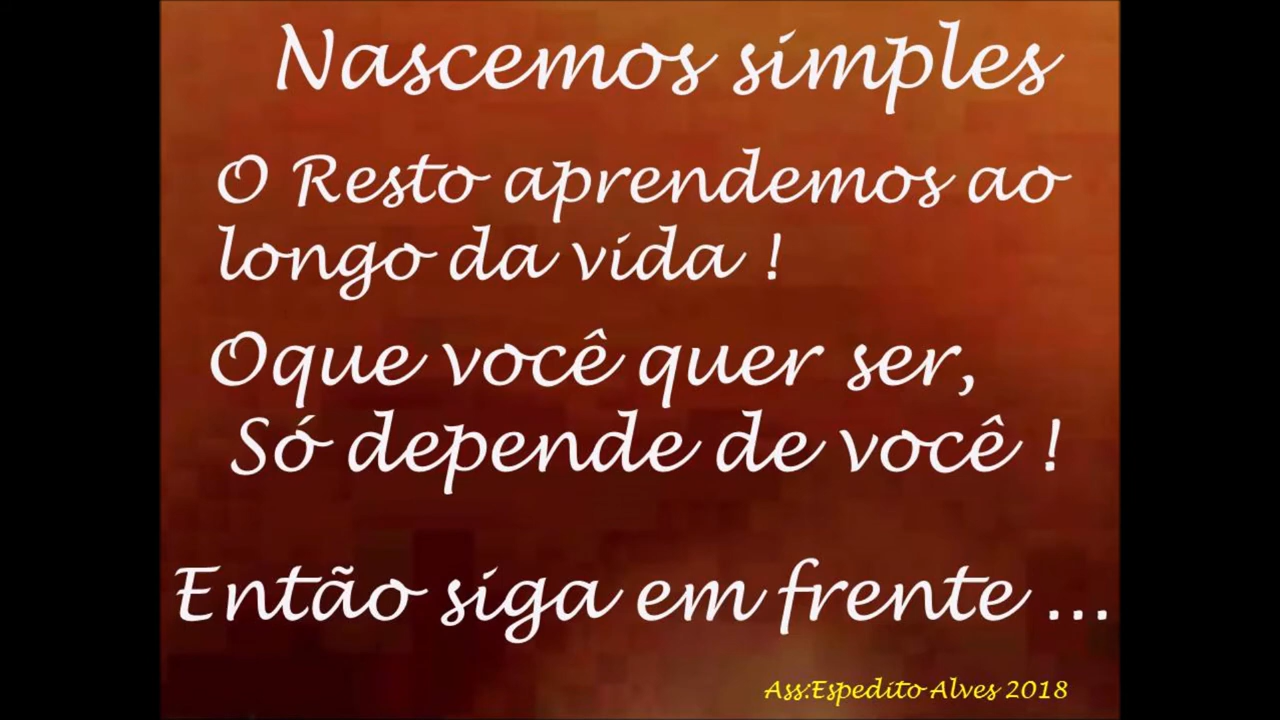 Nascemos simples
O Resto aprendemos ao
longo da vida !
Oque você quer ser,
Só depende de você !
Então siga em frente ...
Ass:Espedito Alves 2018